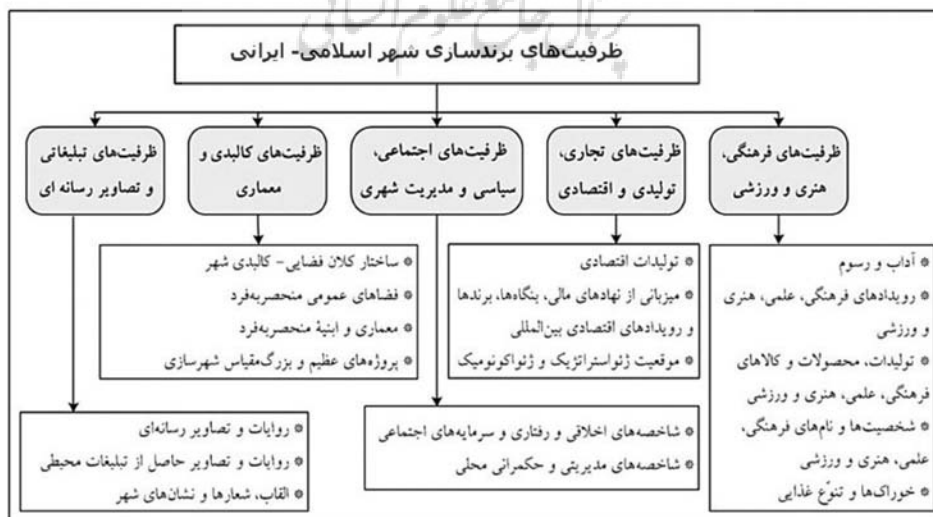 پرتال جامع علوم انسانی
ظرفیت‌های برندسازی شهر اسلامی- ایرانی
ظرفیت‌های فرهنگی،
هنری و ورزشی
ظرفیت‌های تجاری،
تولیدی و اقتصادی
ظرفیت‌های اجتماعی،
سیاسی و مدیریت شهری
ظرفیت‌های کالبدی و
معماری
ظرفیت‌های تبلیغاتی
و تصاویر رسانه ای
آداب و رسوم
رویدادهای فرهنگی، علمی، هنری
و ورزشی
تولیدات، محصولات و کالاهای
فرهنگی، علمی، هنری و ورزشی
شخصیت‌ها و نام‌های فرهنگی،
علمی، هنری و ورزشی
خوراک‌ها و تنوّع غذایی
تولیدات اقتصادی
میزبانی از نهادهای مالی، بنگاه‌ها، برندها
و رویدادهای اقتصادی بین‌المللی
موقعیت ژئواستراتژیک و ژئواکونومیک
ساختار کلان فضایی- کالبدی شهر
فضاهای عمومی منحصربه‌فرد
معماری و ابنیۀ منحصربه‌فرد
پروژه‌های عظیم و بزرگ‌مقیاس شهرسازی
شاخصه‌های اخلاقی و رفتاری و سرمایه‌های اجتماعی
شاخصه‌های مدیریتی و حکمرانی محلی
روایات و تصاویر رسانه‌ای
روایات و تصاویر حاصل از تبلیغات محیطی
القاب، شعارها و نشان‌های شهر